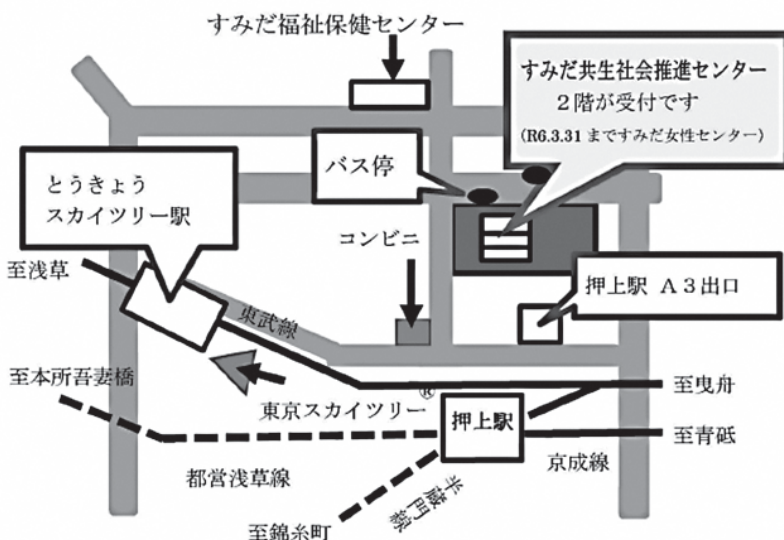 すみだ福祉保健センター
すみだ共生社会推進センター
２階が受付です
(R6.3.31 まですみだ女性センター)
バス停
とうきょう
スカイツリー駅
コンビニ
至浅草
押上駅 Ａ３出口
東武線
至本所吾妻橋
東京スカイツリー®
押上駅
至曳舟
至青砥
京成線
都営浅草線
半蔵門線
至錦糸町